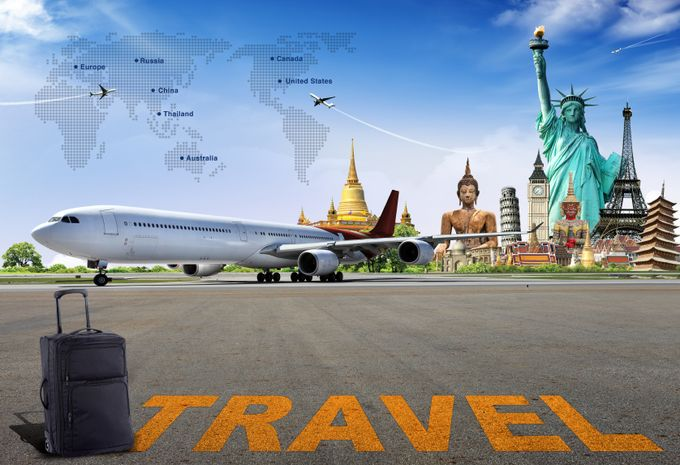 Canada
Russia
Europe
United States
China
Thailand
Australia
TRAVEL